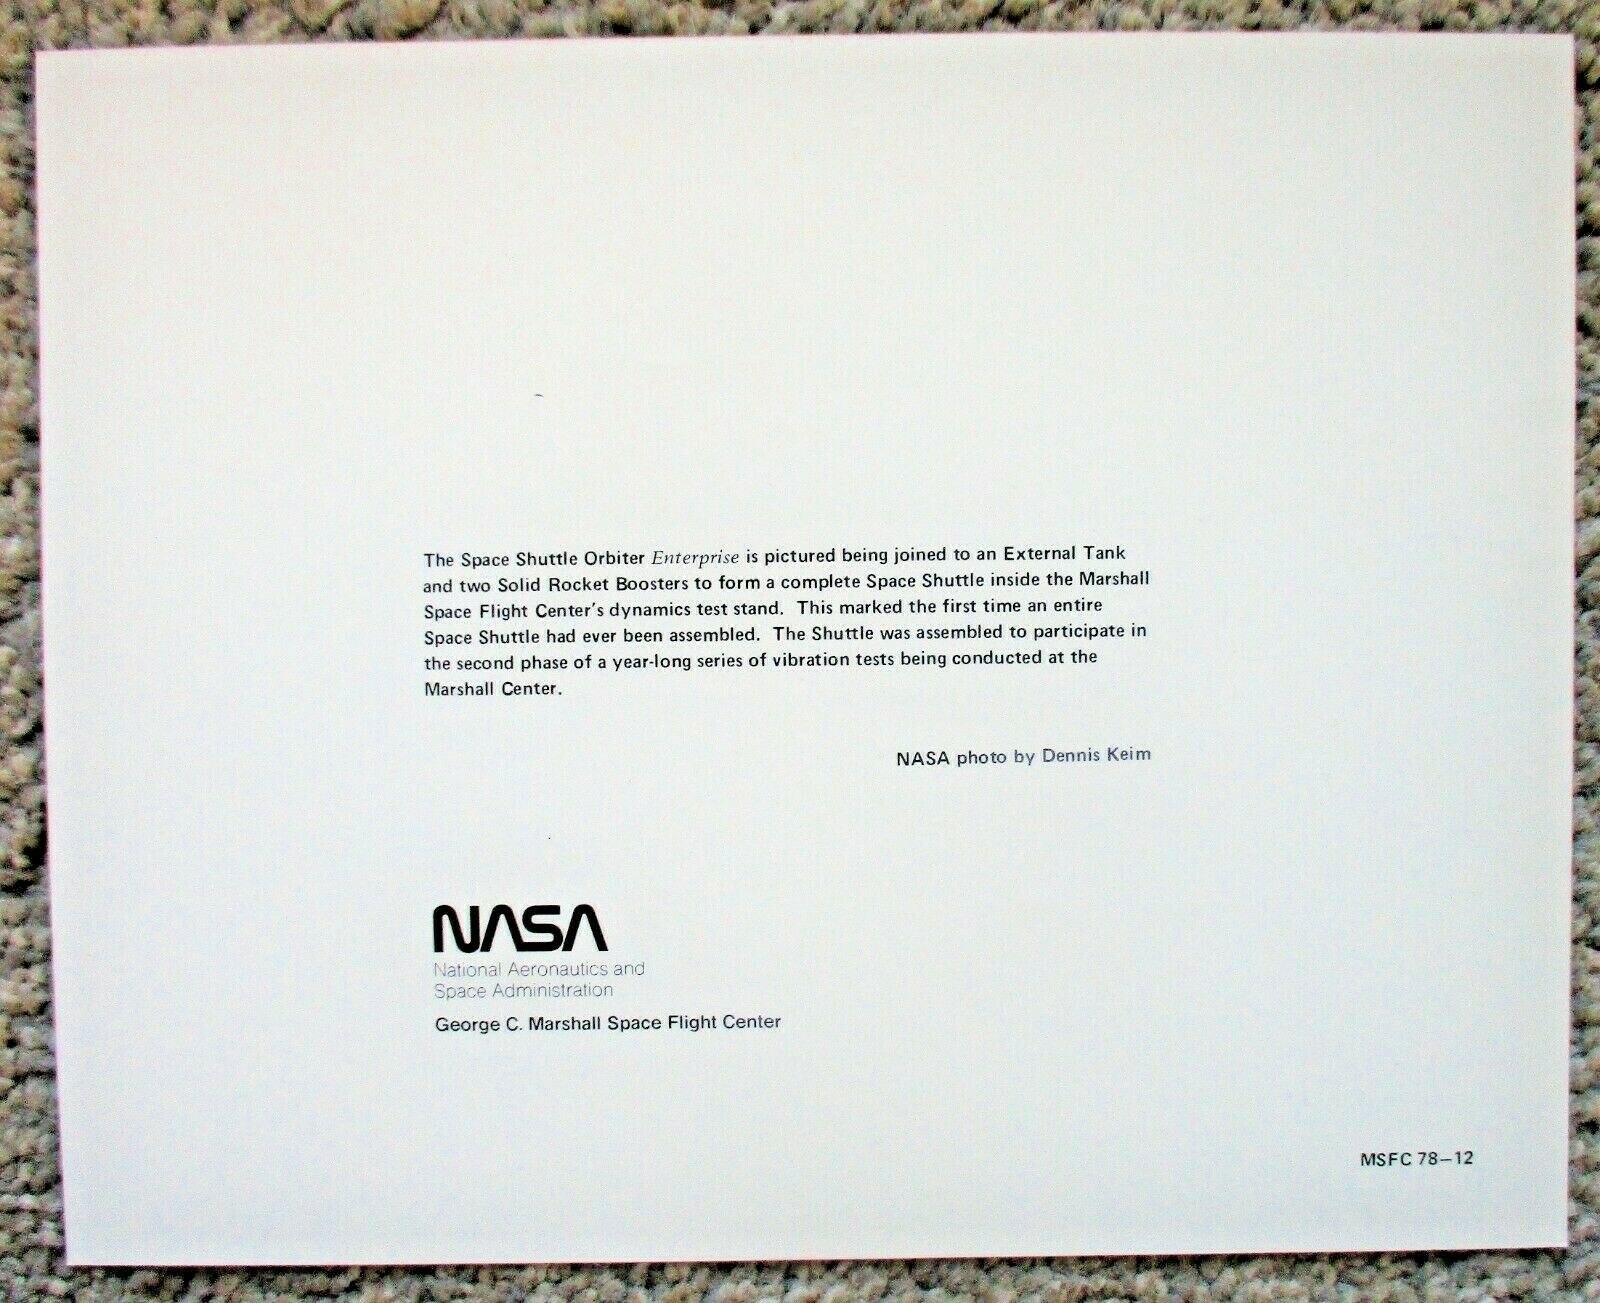 The Space Shuttle Orbiter Enterprise is pictured being joined to an External Tank
and two Solid Rocket Boosters to form a complete Space Shuttle inside the Marshall
Space Flight Center's dynamics test stand. This marked the first time an entire
Space Shuttle had ever been assembled. The Shuttle was assembled to participate in
the second phase of a year-long series of vibration tests being conducted at the
Marshall Center.
NASA photo by Dennis Keim
NASA
National Aeronautics and
Space Administration
George C. Marshall Space Flight Center
MSFC 78–12